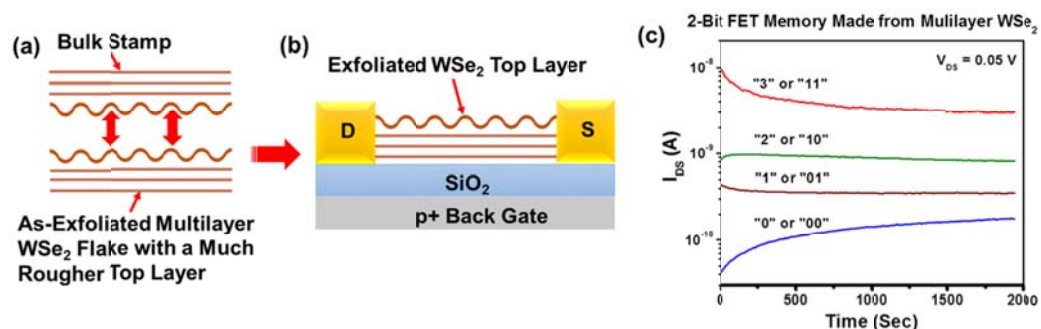 (a)
Bulk Stamp
As-Exfoliated Multilayer
WSe₂ Flake with a Much
Rougher Top Layer
(b)
Exfoliated WSe₂ Top Layer
D
S
SiO₂
p+ Back Gate
(c)
2-Bit FET Memory Made from Mulilayer WSe₂
V_DS = 0.05 V
10⁻⁸
"3" or "11"
"2" or "10"
10⁻⁹
"1" or "01"
"0" or "00"
10⁻¹⁰
I_DS (A)
0 500 1000 1500 2000
Time (Sec)